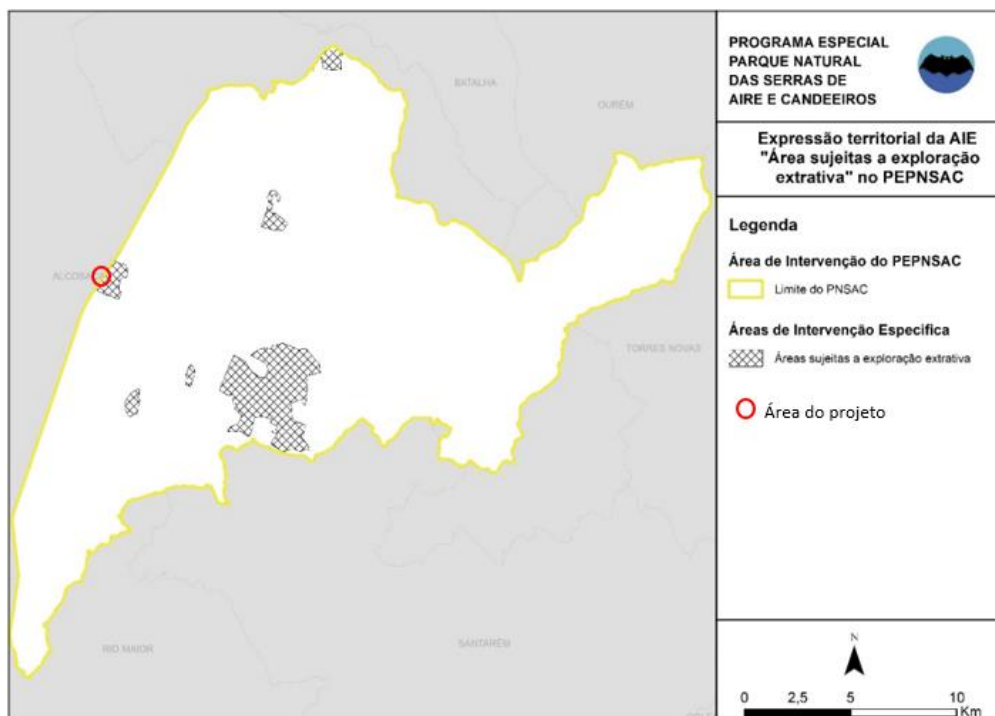 PROGRAMA ESPECIAL
PARQUE NATURAL
DAS SERRAS DE
AIRE E CANDEEIROS
Expressão territorial da AIE
"Área sujeitas a exploração
extrativa" no PEPNSAC
Legenda
Área de Intervenção do PEPNSAC
Limite do PNSAC
Áreas de Intervenção Especifica
Áreas sujeitas a exploração extrativa
Área do projeto
BATALHA
OURÉM
TORRES NOVAS
SANTARÉM
RIO MAIOR
N
0 2,5 5 10
Km